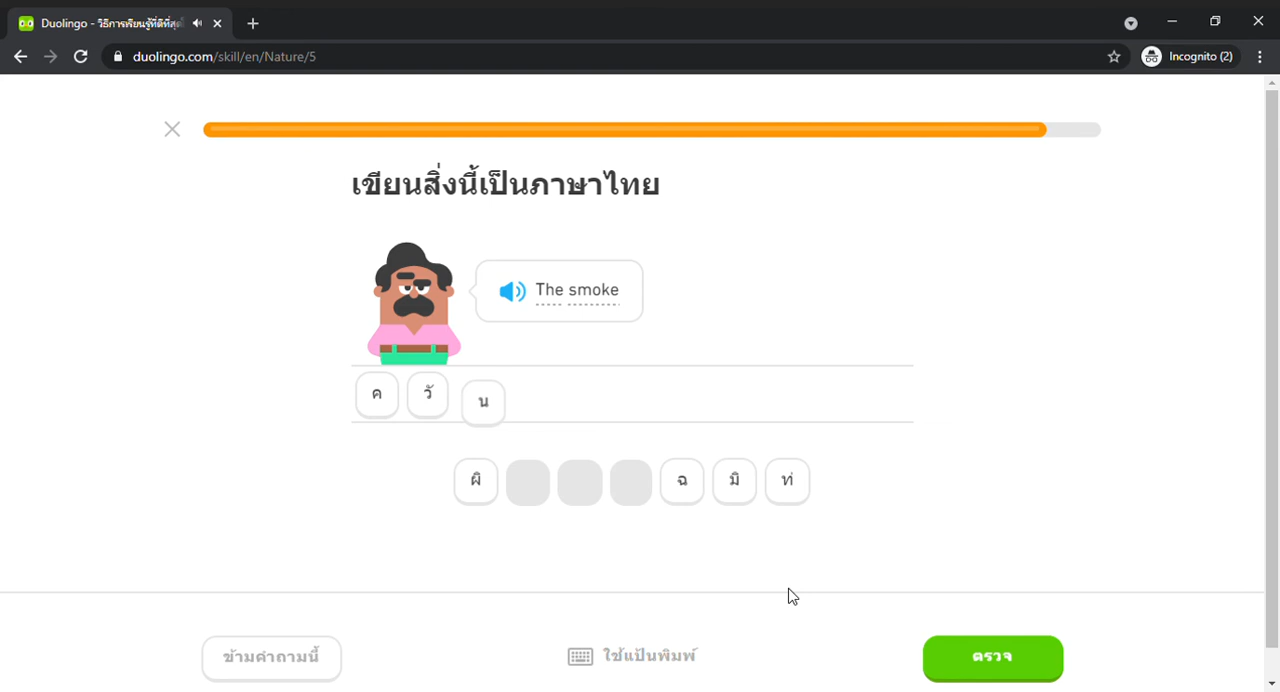 Duolingo - วิธีการเรียนรู้ที่ดีที่สุด
duolingo.com/skill/en/Nature/5
Incognito (2)
เขียนสิ่งนี้เป็นภาษาไทย
The smoke
ค วั น
ผิ ฉ มิ ท่
ข้ามคำถามนี้ ใช้แป้นพิมพ์ ตรวจ